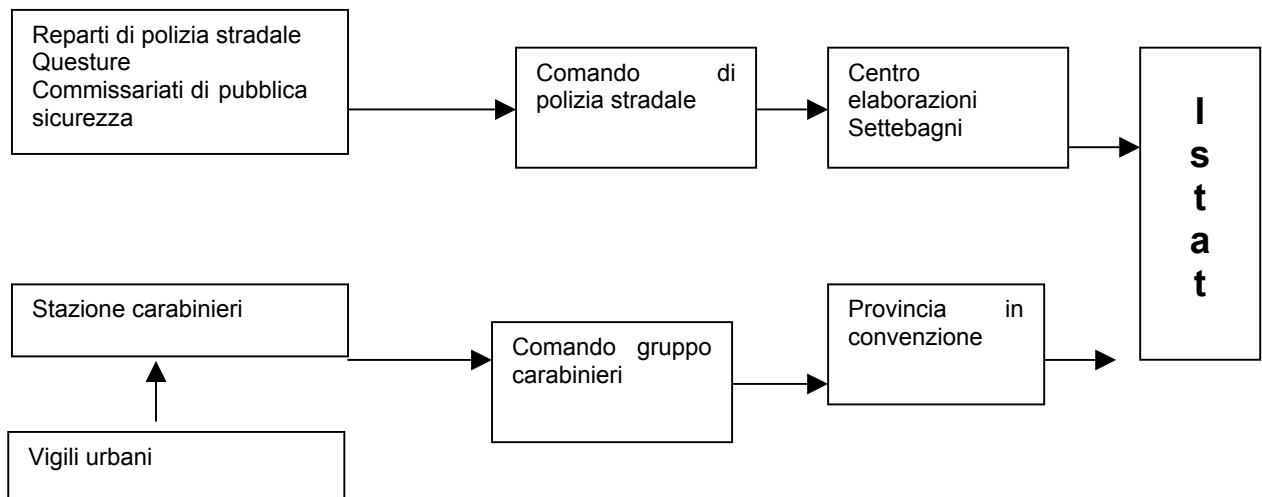 Reparti di polizia stradale
Questure
Commissariati di pubblica
sicurezza
Comando di
polizia stradale
Centro
elaborazioni
Settebagni
I
s
t
a
t
Stazione carabinieri
Comando gruppo
carabinieri
Provincia in
convenzione
Vigili urbani